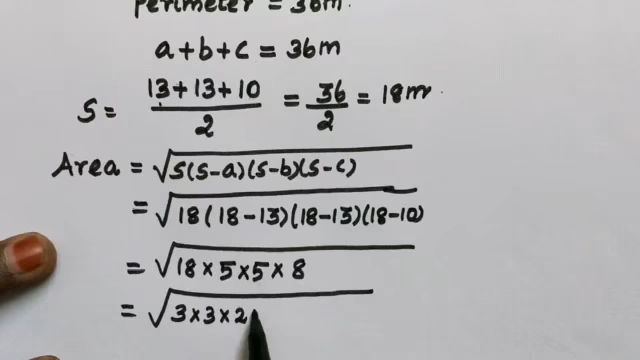 Perimeter = 36m.
a+b+c = 36m
S = 13+13+10/2 = 36/2 = 18m.
Area = √S(S-a)(S-b)(S-c)
= √18(18-13)(18-13)(18-10)
= √18×5×5×8
= √3×3×2